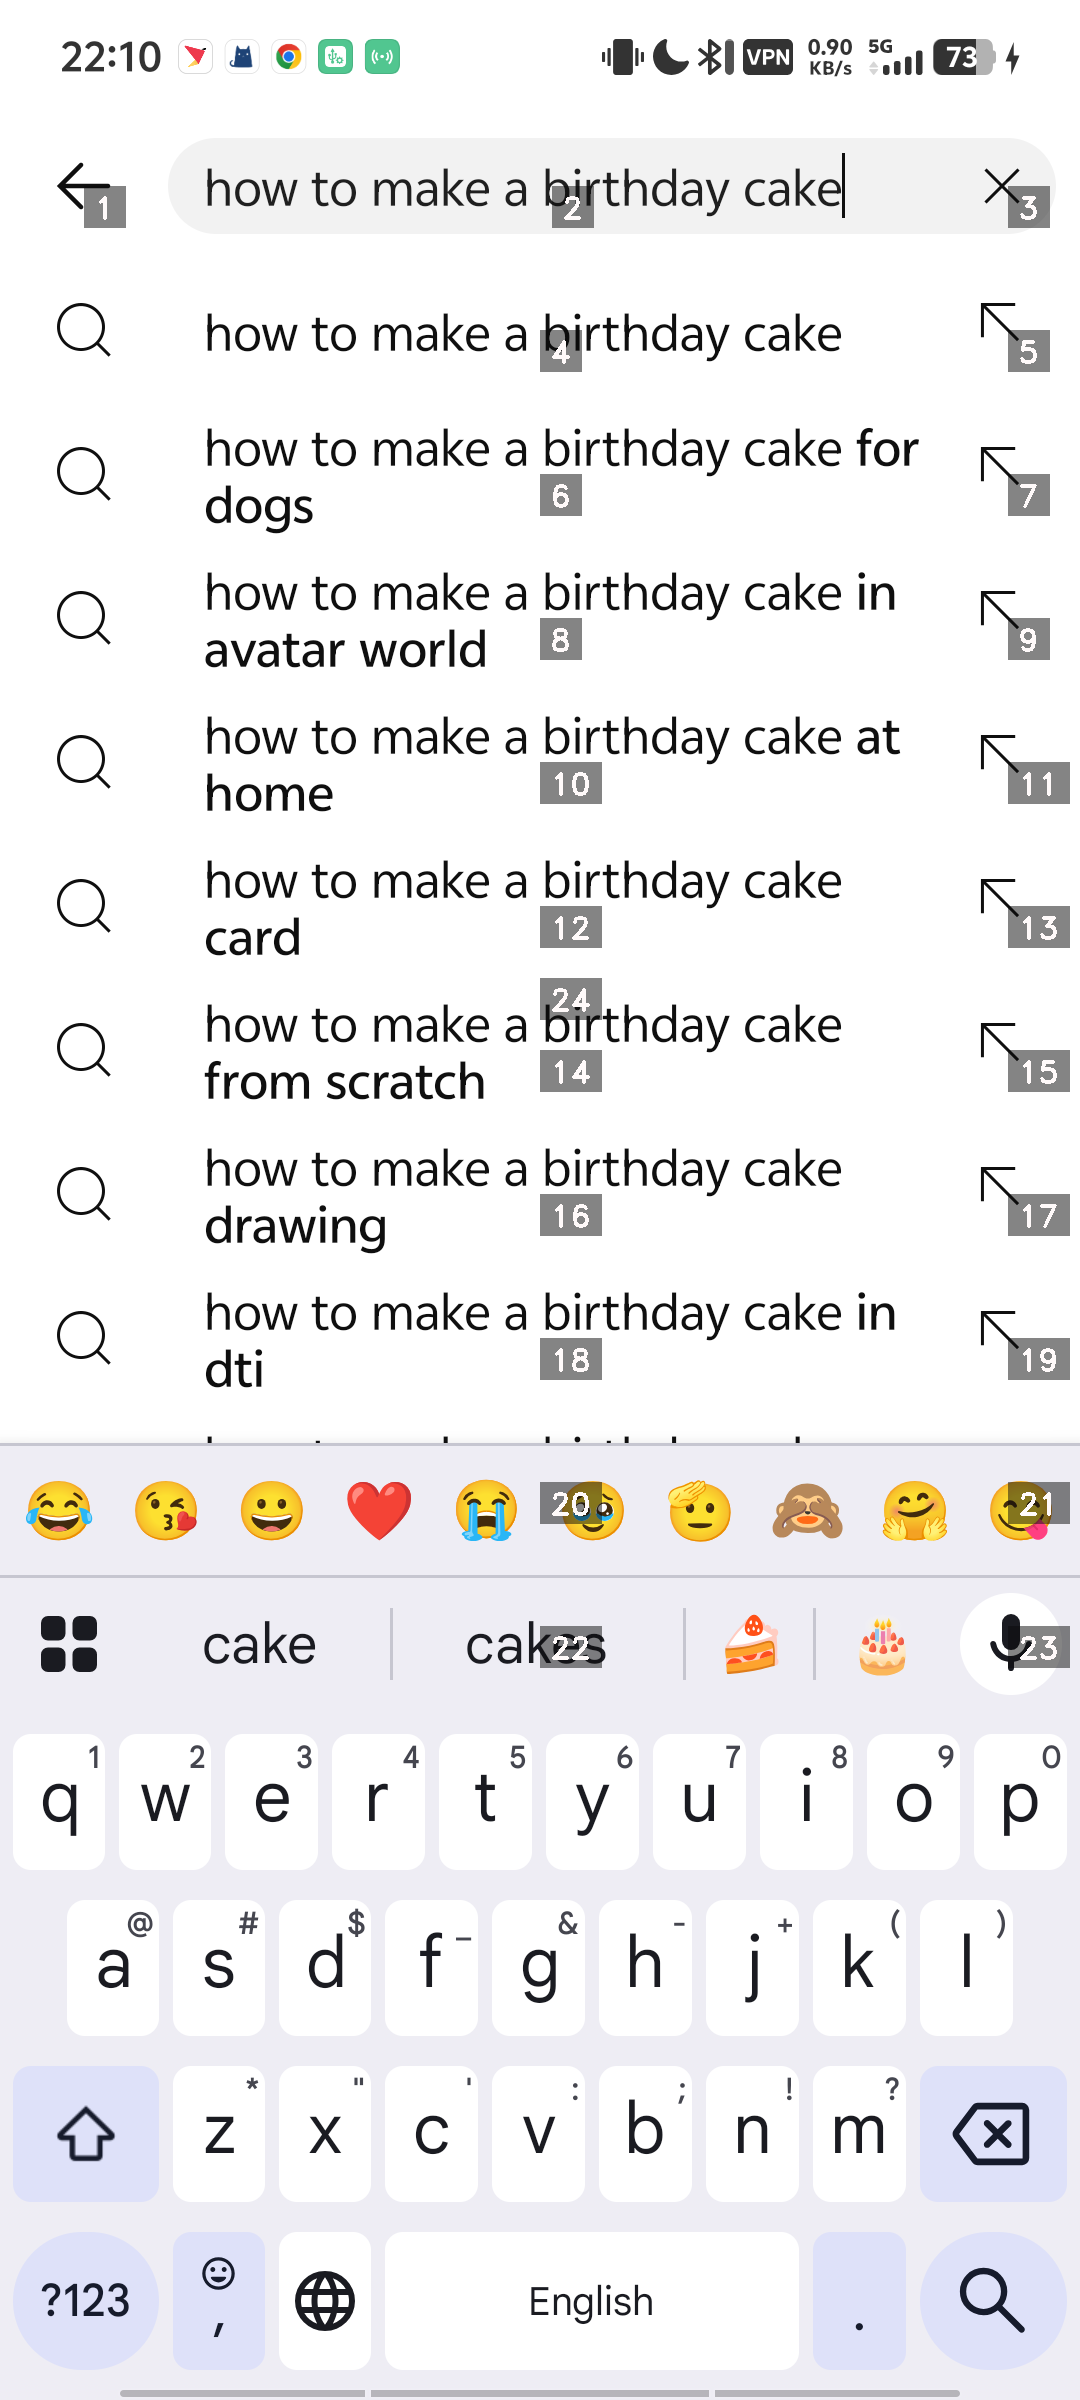 22:10
VPN 0.90 KB/s 5G 73
how to make a birthday cake
1
2
3
how to make a birthday cake
4
5
how to make a birthday cake for
dogs
6
7
how to make a birthday cake in
avatar world
8
9
how to make a birthday cake at
home
10
11
how to make a birthday cake
card
12
13
24
how to make a birthday cake
from scratch
14
15
how to make a birthday cake
drawing
16
17
how to make a birthday cake in
dti
18
19
20
21
cake cakes
22
23
1 2 3 4 5 6 7 8 9 0
q w e r t y u i o p
@ # $ _ & - + ( )
a s d f g h j k l
* " ' : ; ! ?
z x c v b n m
?123 , English .